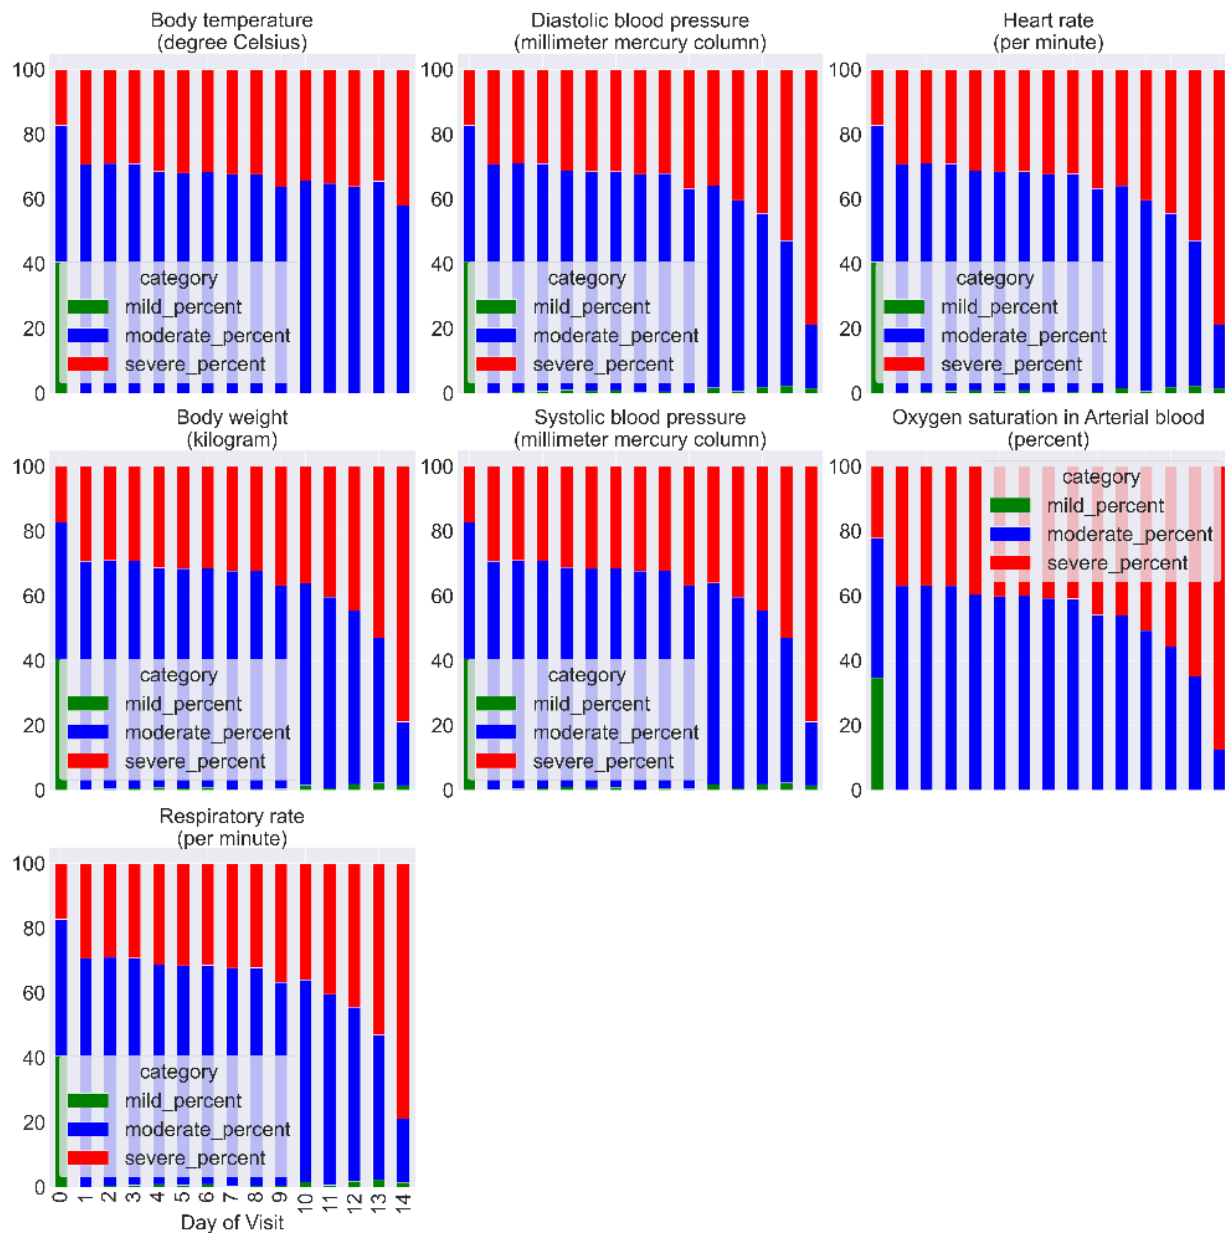 Body temperature
(degree Celsius)
100
80
60
40
20
0
category
mild_percent
moderate_percent
severe_percent
Diastolic blood pressure
(millimeter mercury column)
100
80
60
40
20
0
category
mild_percent
moderate_percent
severe_percent
Heart rate
(per minute)
100
80
60
40
20
0
category
mild_percent
moderate_percent
severe_percent
Body weight
(kilogram)
100
80
60
40
20
0
category
mild_percent
moderate_percent
severe_percent
Systolic blood pressure
(millimeter mercury column)
100
80
60
40
20
0
category
mild_percent
moderate_percent
severe_percent
Oxygen saturation in Arterial blood
(percent)
100
80
60
40
20
0
category
mild_percent
moderate_percent
severe_percent
Respiratory rate
(per minute)
100
80
60
40
20
0
category
mild_percent
moderate_percent
severe_percent
0 1 2 3 4 5 6 7 8 9 10 11 12 13 14
Day of Visit